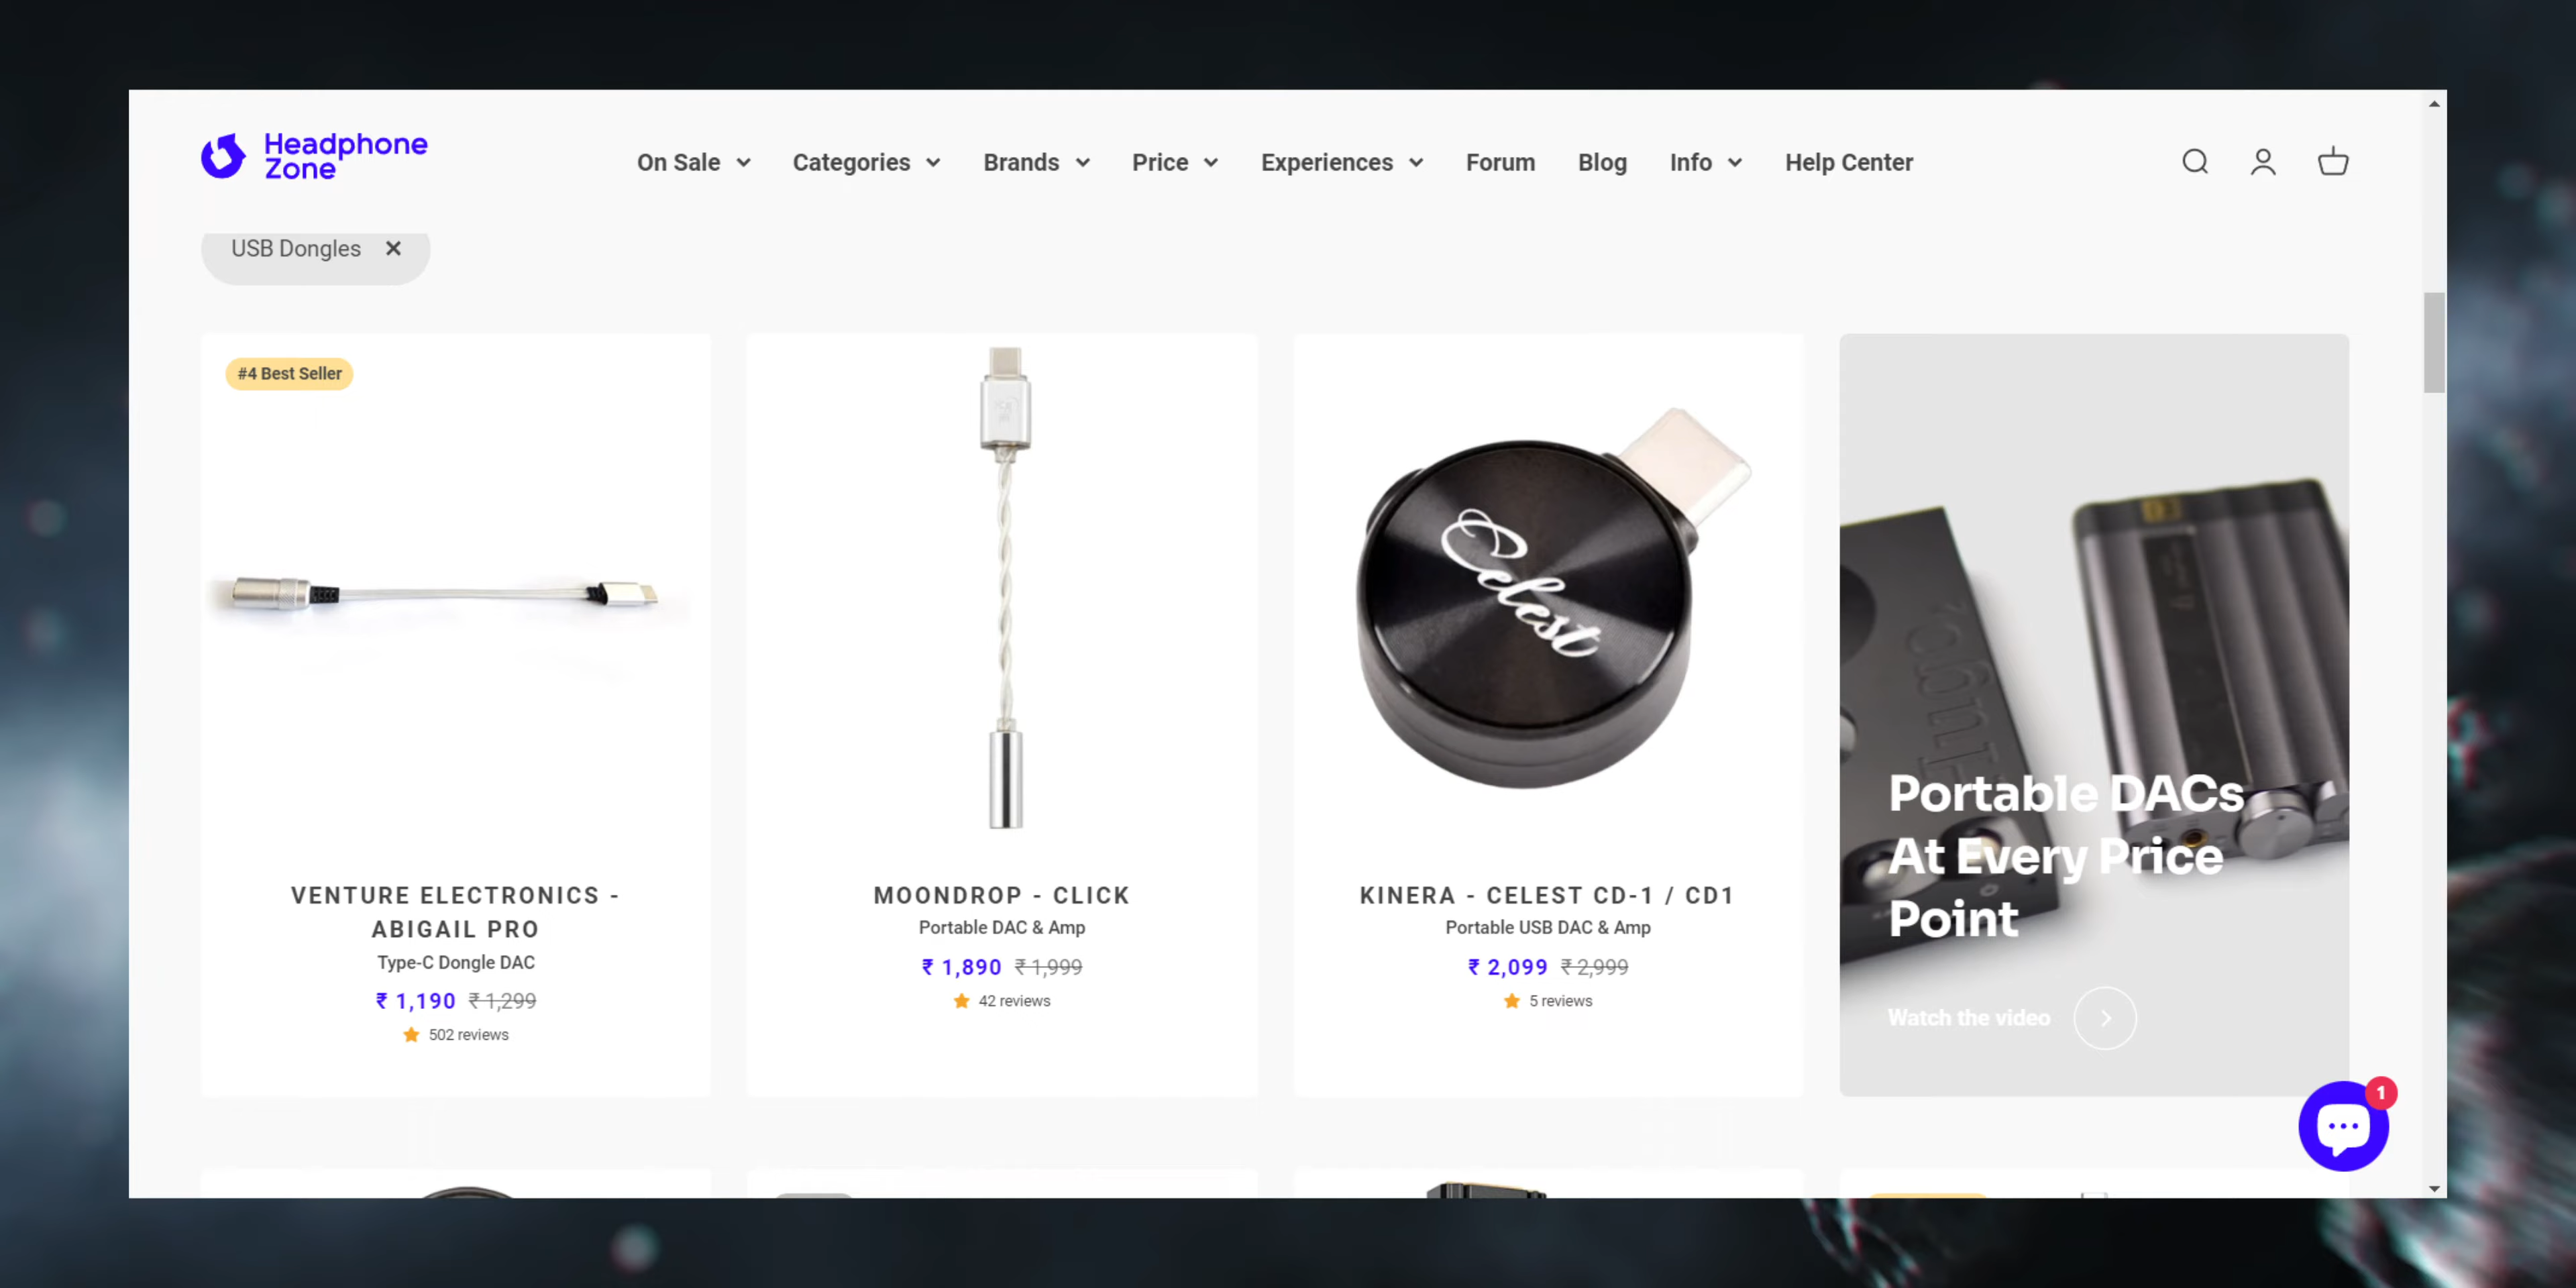 Headphone
Zone
On Sale
Categories
Brands
Price
Experiences
Forum
Blog
Info
Help Center
USB Dongles
#4 Best Seller
Celest
VENTURE ELECTRONICS -
ABIGAIL PRO
Type-C Dongle DAC
₹ 1,190 ₹ 1,299
502 reviews
MOONDROP - CLICK
Portable DAC & Amp
₹ 1,890 ₹ 1,999
42 reviews
KINERA - CELEST CD-1 / CD1
Portable USB DAC & Amp
₹ 2,099 ₹ 2,999
5 reviews
Portable DACs
At Every Price
Point
Watch the video
1